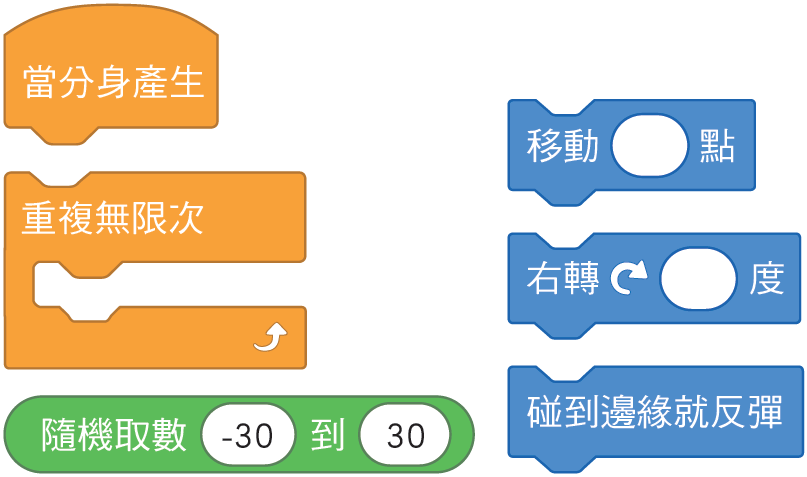 當分身產生
重複無限次
隨機取數 -30 到 30
移動 點
右轉 度
碰到邊緣就反彈